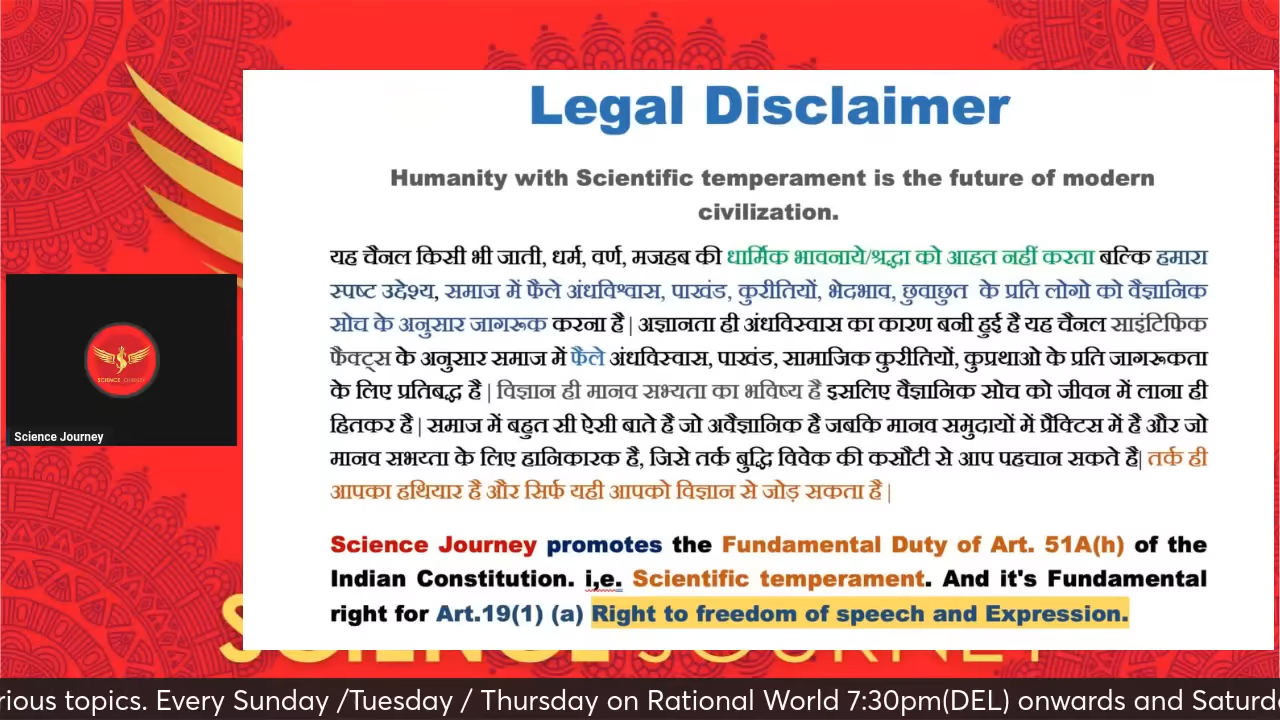 Legal Disclaimer
Humanity with Scientific temperament is the future of modern
civilization.
यह चैनल किसी भी जाती, धर्म, वर्ण, मजहब की धार्मिक भावनाये/श्रद्धा को आहत नहीं करता बल्कि हमारा
स्पष्ट उद्देश्य, समाज में फैले अंधविश्वास, पाखंड, कुरीतियों, भेदभाव, छुवाछुत के प्रति लोगो को वैज्ञानिक
सोच के अनुसार जागरूक करना है | अज्ञानता ही अंधविस्वास का कारण बनी हुई है यह चैनल साइंटिफिक
फैक्ट्स के अनुसार समाज में फैले अंधविस्वास, पाखंड, सामाजिक कुरीतियों, कुप्रथाओ के प्रति जागरूकता
के लिए प्रतिबद्ध है | विज्ञान ही मानव सभ्यता का भविष्य है इसलिए वैज्ञानिक सोच को जीवन में लाना ही
हितकर है | समाज में बहुत सी ऐसी बाते है जो अवैज्ञानिक है जबकि मानव समुदायों में प्रैक्टिस में है और जो
मानव सभय्ता के लिए हानिकारक है, जिसे तर्क बुद्धि विवेक की कसौटी से आप पहचान सकते है| तर्क ही
आपका हथियार है और सिर्फ यही आपको विज्ञान से जोड़ सकता है |
Science Journey promotes the Fundamental Duty of Art. 51A(h) of the
Indian Constitution. i,e. Scientific temperament. And it's Fundamental
right for Art.19(1) (a) Right to freedom of speech and Expression.
SCIENCE JOURNEY
Science Journey
rious topics. Every Sunday /Tuesday / Thursday on Rational World 7:30pm(DEL) onwards and Saturd